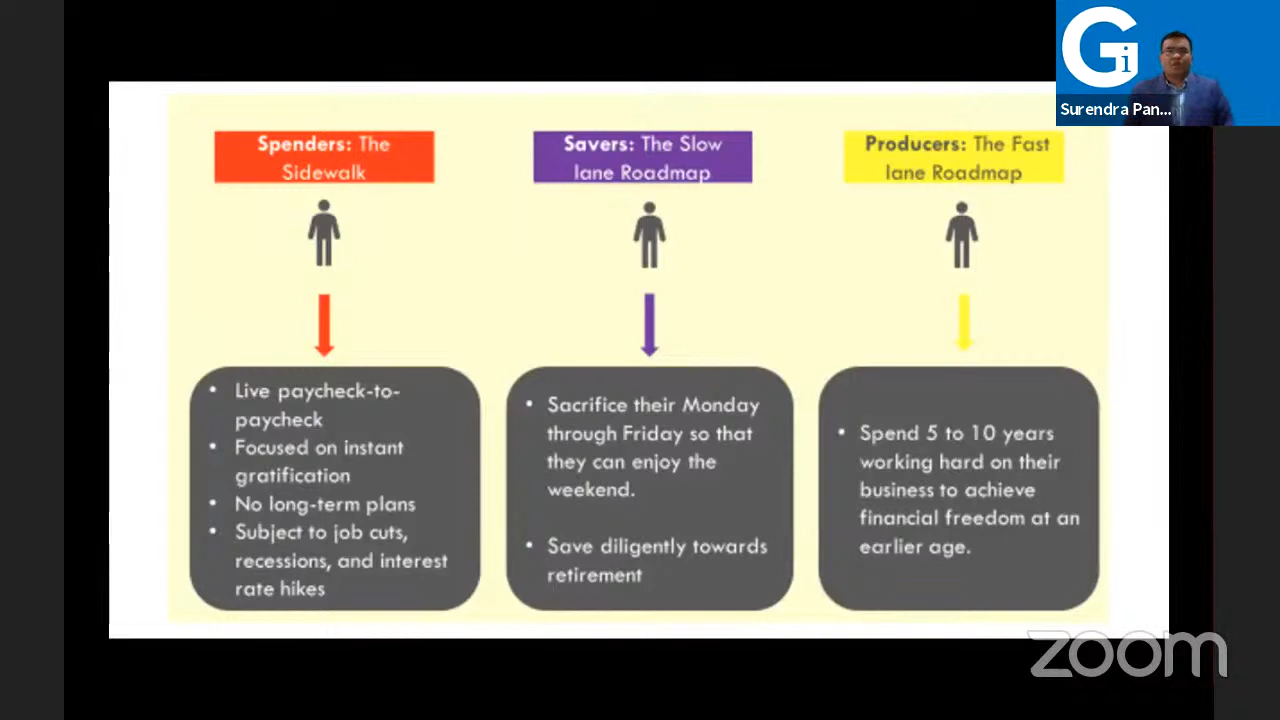 Gi
Surendra Pan...
Spenders: The
Sidewalk
Savers: The Slow
lane Roadmap
Producers: The Fast
lane Roadmap
• Live paycheck-to-
paycheck
• Focused on instant
gratification
• No long-term plans
• Subject to job cuts,
recessions, and interest
rate hikes
• Sacrifice their Monday
through Friday so that
they can enjoy the
weekend.
• Save diligently towards
retirement
• Spend 5 to 10 years
working hard on their
business to achieve
financial freedom at an
earlier age.
zoom